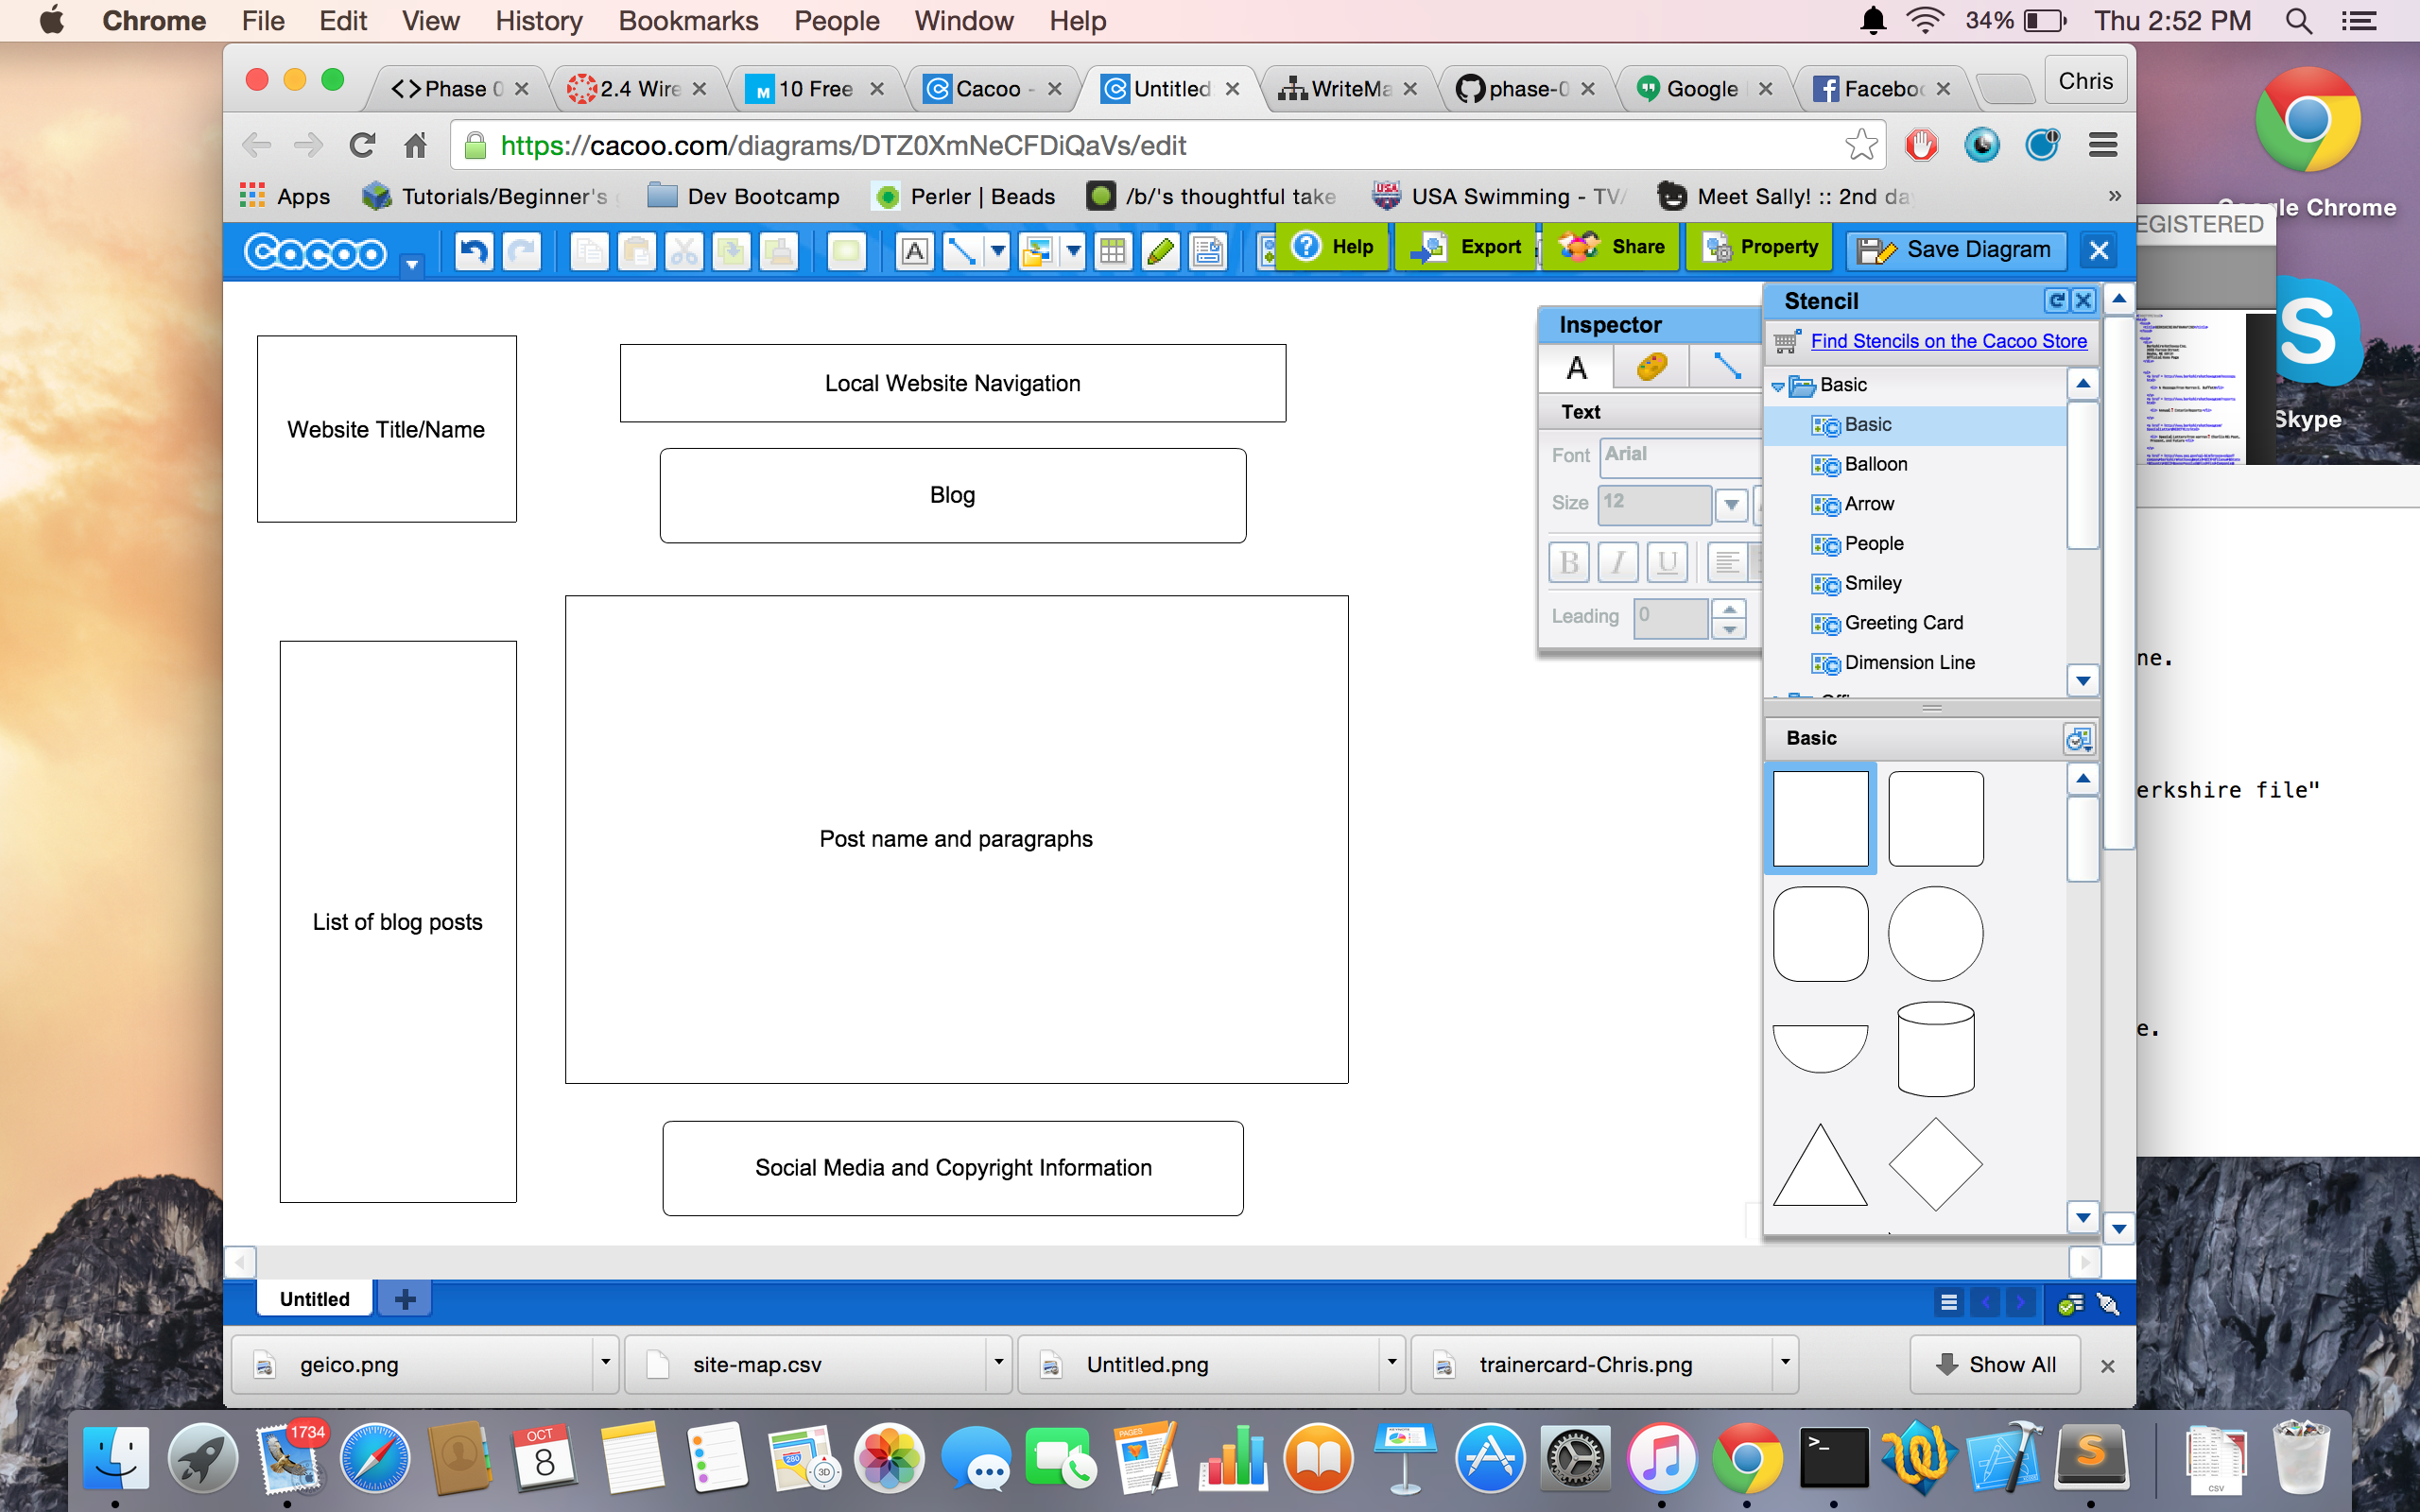 Chrome File Edit View History Bookmarks People Window Help 34% Thu 2:52 PM
Phase 0 2.4 Wire 10 Free Cacoo - Untitled WriteMa phase-0 Google Facebo Chris
https://cacoo.com/diagrams/DTZ0XmNeCFDiQaVs/edit
Apps Tutorials/Beginner's Dev Bootcamp Perler | Beads /b/'s thoughtful take USA Swimming - TV/ Meet Sally! :: 2nd da »
Cacoo Help Export Share Property Save Diagram
Google Chrome
EGISTERED
Skype
Website Title/Name
Local Website Navigation
Blog
List of blog posts
Post name and paragraphs
Social Media and Copyright Information
Inspector
A
Text
Font Arial
Size 12
B I U
Leading 0
Stencil
Find Stencils on the Cacoo Store
Basic
Basic
Balloon
Arrow
People
Smiley
Greeting Card
Dimension Line
Basic
ne.
erkshire file"
e.
Untitled +
geico.png site-map.csv Untitled.png trainercard-Chris.png Show All
1734
OCT
8
PAGES
280
3D
>_
S
CSV